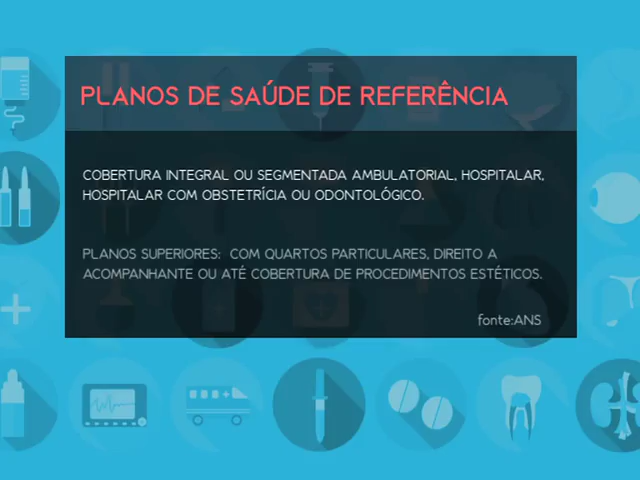 PLANOS DE SAÚDE DE REFERÊNCIA
COBERTURA INTEGRAL OU SEGMENTADA AMBULATORIAL, HOSPITALAR,
HOSPITALAR COM OBSTETRÍCIA OU ODONTOLÓGICO.
PLANOS SUPERIORES: COM QUARTOS PARTICULARES, DIREITO A
ACOMPANHANTE OU ATÉ COBERTURA DE PROCEDIMENTOS ESTÉTICOS.
fonte:ANS